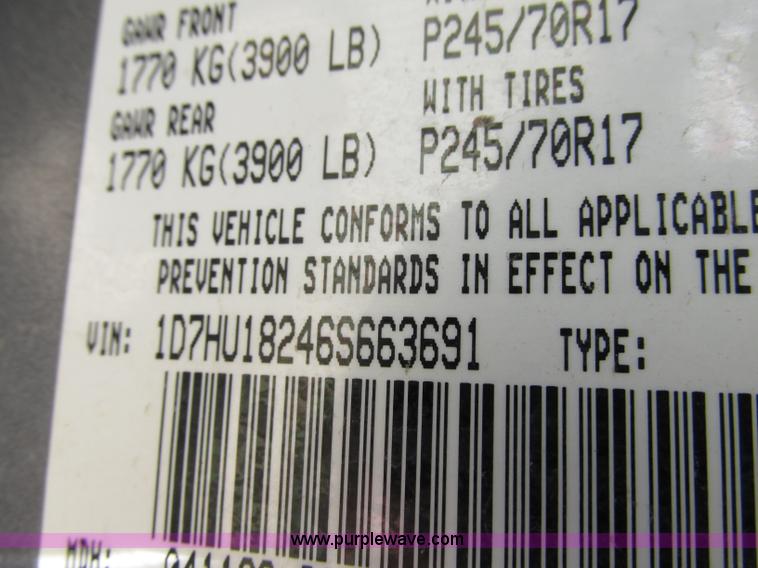 GAWR FRONT
1770 KG(3900 LB) P245/70R17
GAWR REAR WITH TIRES
1770 KG(3900 LB) P245/70R17
THIS VEHICLE CONFORMS TO ALL APPLICABLE
PREVENTION STANDARDS IN EFFECT ON THE
VIN: 1D7HU18246S663691 TYPE:
www.purplewave.com
MDH: